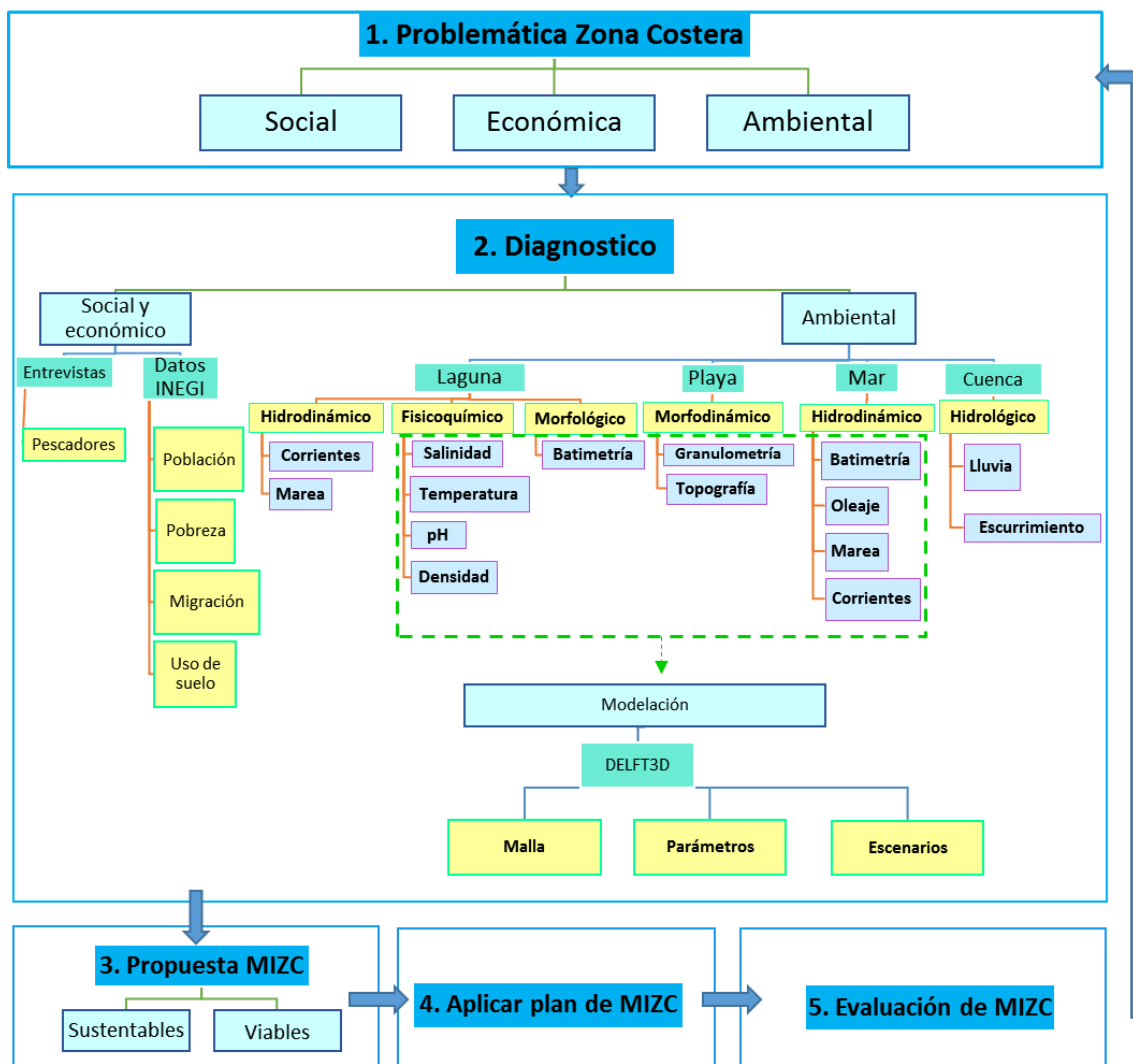 1. Problemática Zona Costera
Social
Económica
Ambiental
2. Diagnostico
Social y
económico
Ambiental
Entrevistas
Datos
INEGI
Laguna
Playa
Mar
Cuenca
Hidrodinámico
Fisicoquímico
Morfológico
Morfodinámico
Hidrodinámico
Hidrológico
Pescadores
Población
Pobreza
Migración
Uso de
suelo
Corrientes
Marea
Salinidad
Temperatura
pH
Densidad
Batimetría
Granulometría
Topografía
Batimetría
Oleaje
Marea
Corrientes
Lluvia
Escurrimiento
Modelación
DELFT3D
Malla
Parámetros
Escenarios
3. Propuesta MIZC
Sustentables
Viables
4. Aplicar plan de MIZC
5. Evaluación de MIZC